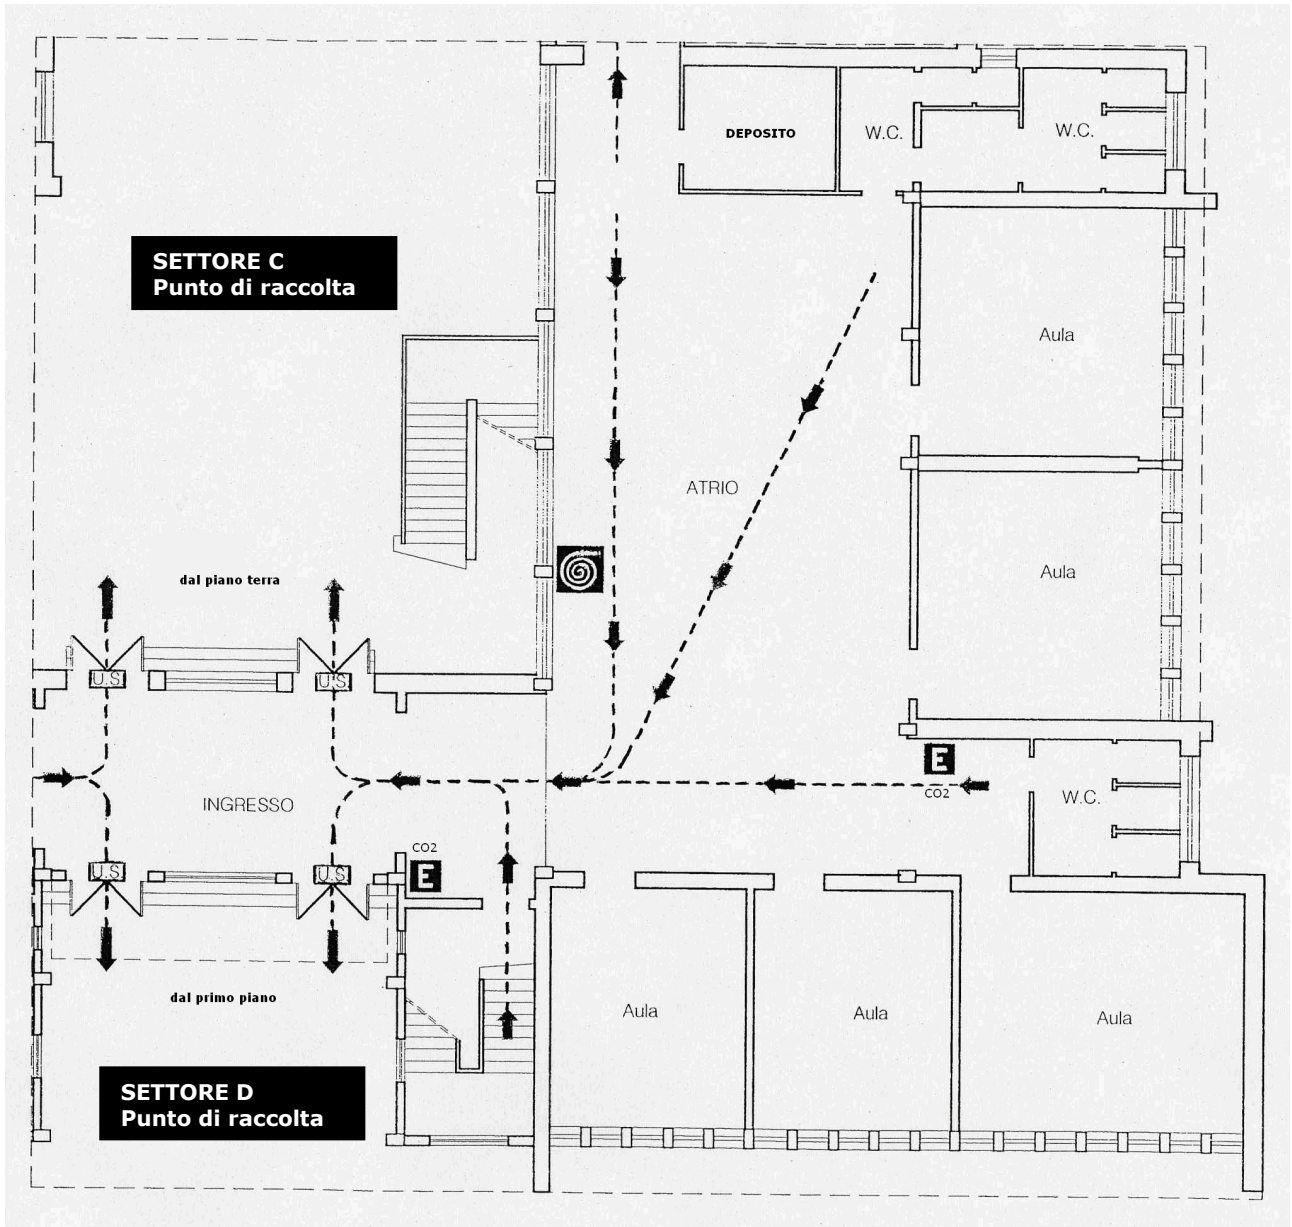 DEPOSITO
W.C.
W.C.
SETTORE C
Punto di raccolta
Aula
ATRIO
Aula
dal piano terra
U.S.
U.S.
E
CO2
W.C.
INGRESSO
CO2
E
U.S.
U.S.
dal primo piano
Aula
Aula
Aula
SETTORE D
Punto di raccolta